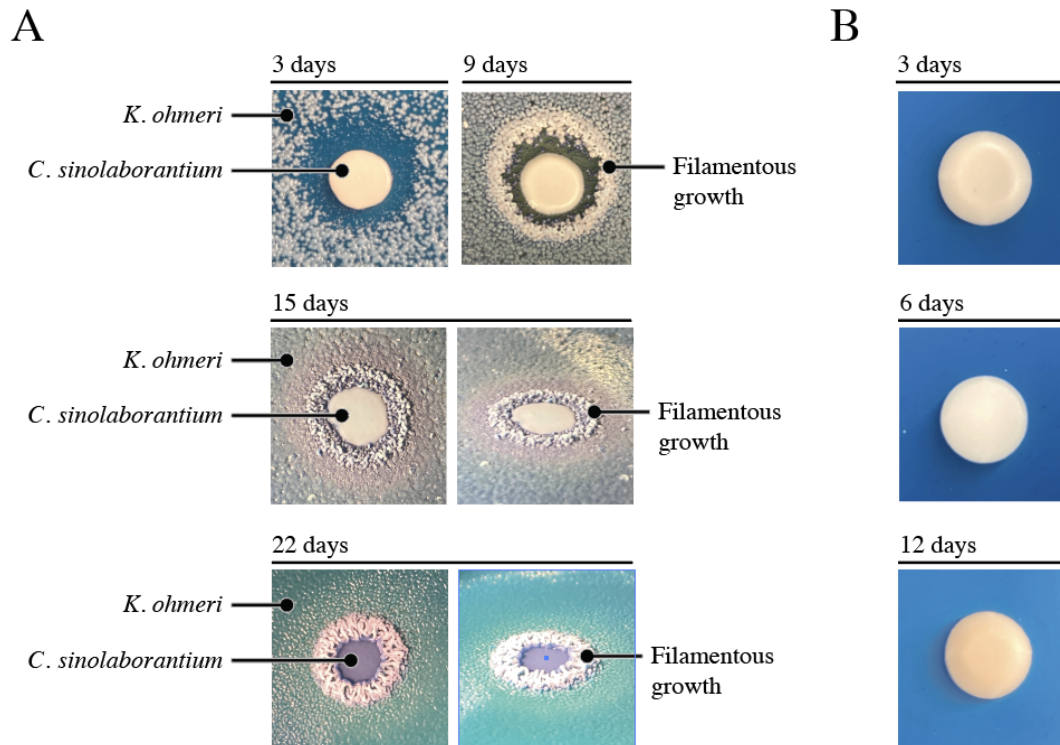 A
B
3 days
9 days
3 days
K. ohmeri
C. sinolaborantium
Filamentous
growth
15 days
6 days
K. ohmeri
C. sinolaborantium
Filamentous
growth
22 days
12 days
K. ohmeri
C. sinolaborantium
Filamentous
growth